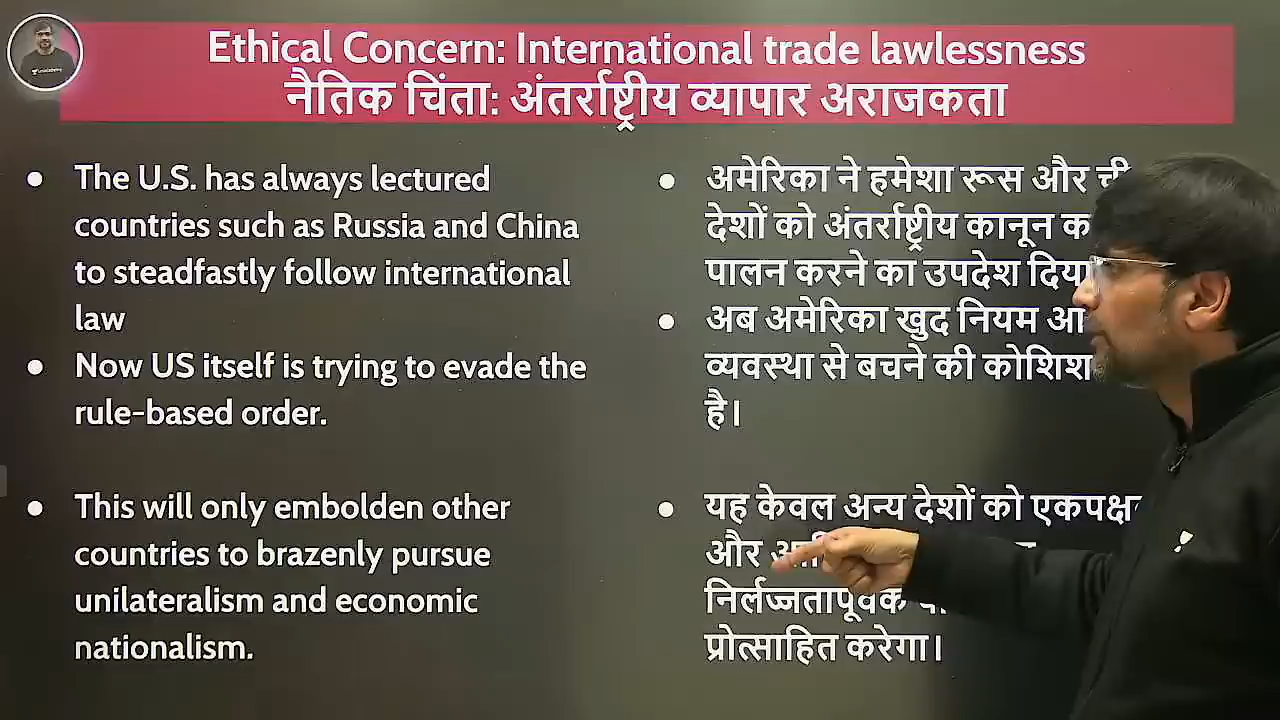 Ethical Concern: International trade lawlessness
नैतिक चिंता: अंतर्राष्ट्रीय व्यापार अराजकता
The U.S. has always lectured
countries such as Russia and China
to steadfastly follow international
law
Now US itself is trying to evade the
rule-based order.
This will only embolden other
countries to brazenly pursue
unilateralism and economic
nationalism.
अमेरिका ने हमेशा रूस और
देशों को अंतर्राष्ट्रीय कानून
पालन करने का उपदेश
अब अमेरिका खुद नियम
व्यवस्था से बचने की कोशिश
है।
यह केवल अन्य देशों को
और
निर्लज्जतापूर्वक
प्रोत्साहित करेगा।